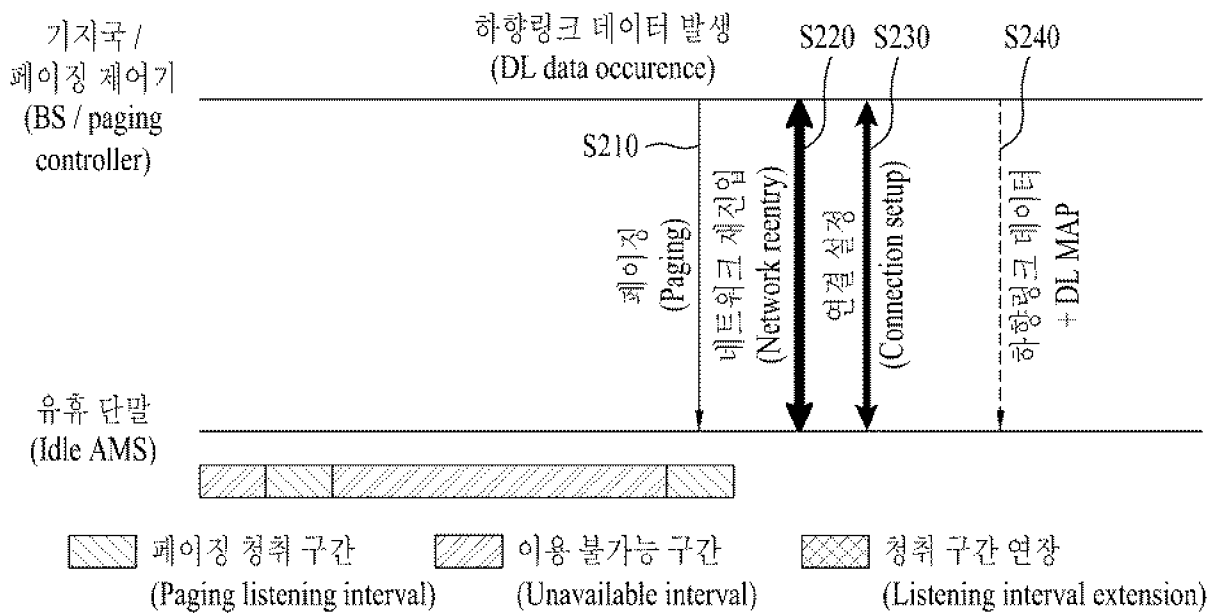 기지국 /
페이징 제어기
(BS / paging
controller)
하향링크 데이터 발생
(DL data occurence)
S220
S230
S240
S210
페이징
(Paging)
네트워크 재진입
(Network reentry)
연결 설정
(Connection setup)
하향링크 데이터
+ DL MAP
유휴 단말
(Idle AMS)
페이징 청취 구간
(Paging listening interval)
이용 불가능 구간
(Unavailable interval)
청취 구간 연장
(Listening interval extension)